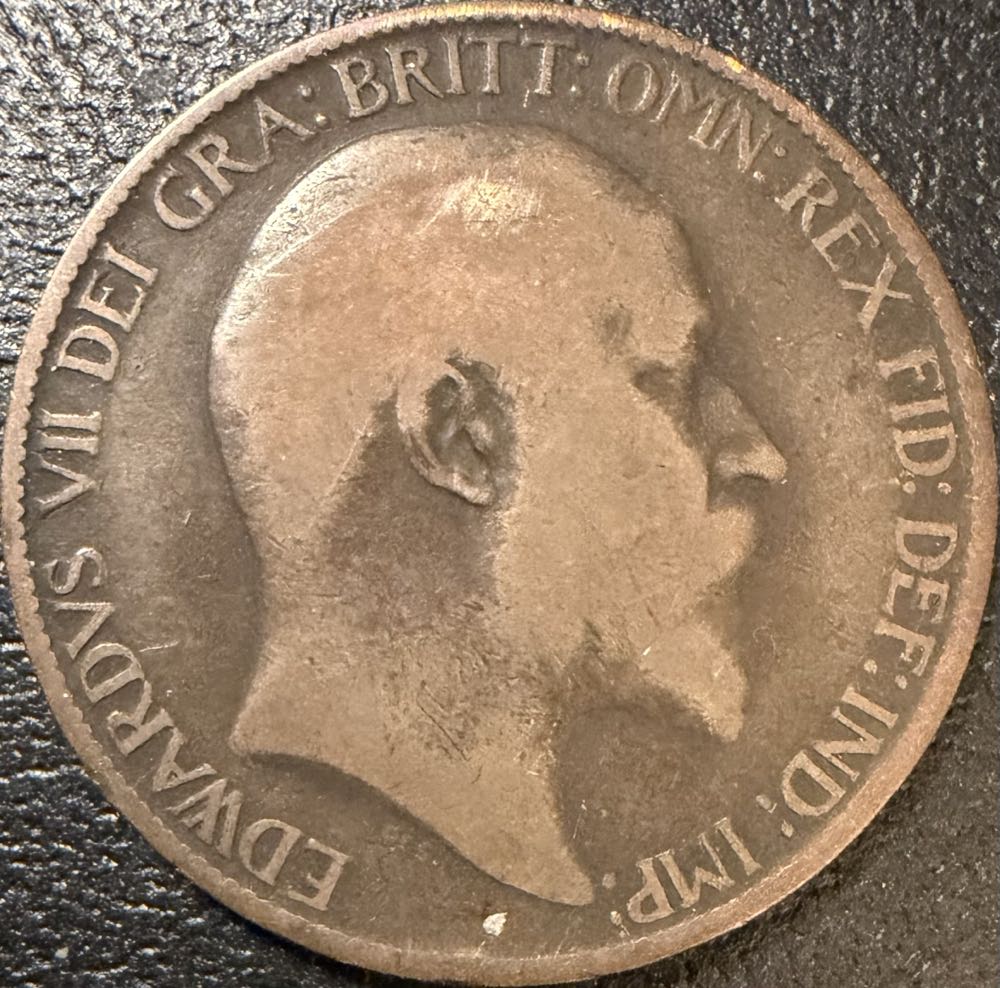 EDWARDVS VII DEI GRA: BRITT: OMN: REX FID: DEF: IND: IMP: